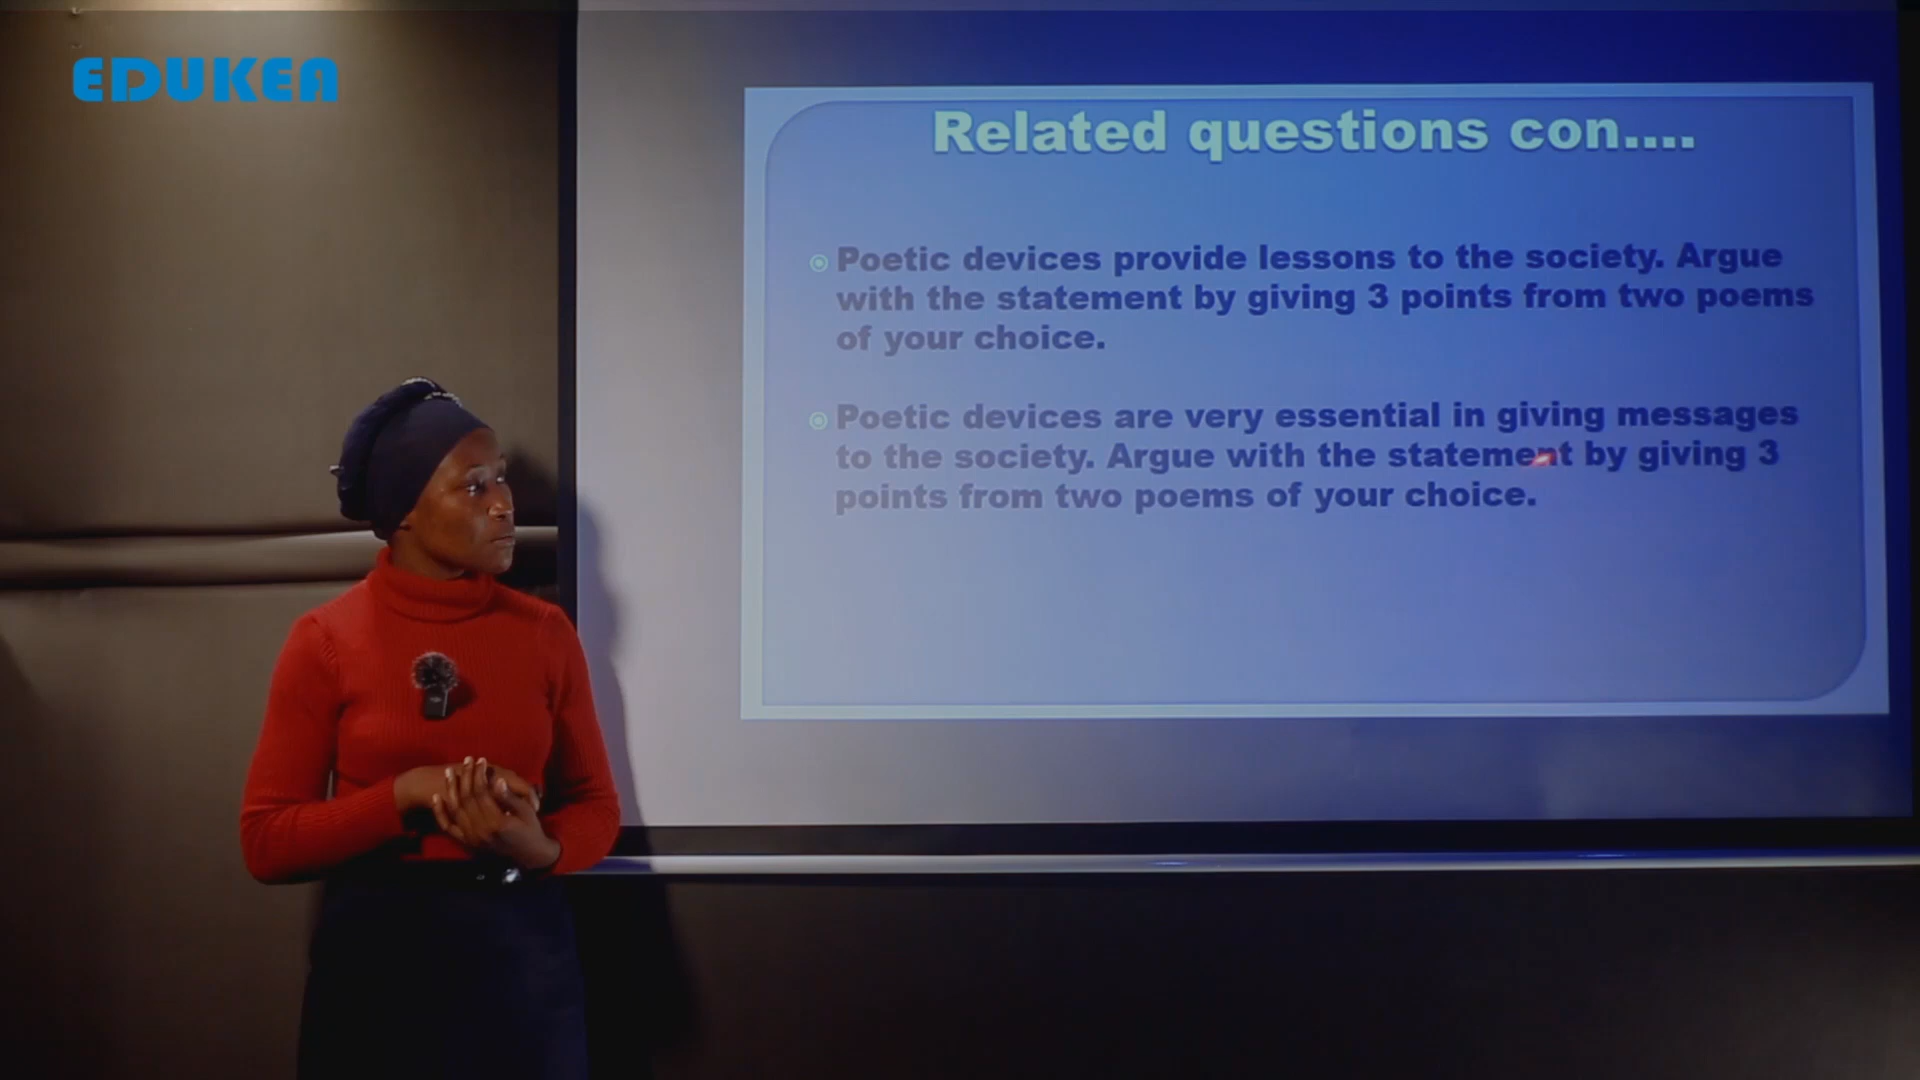 EDUKEA
Related questions con....
Poetic devices provide lessons to the society. Argue
with the statement by giving 3 points from two poems
of your choice.
Poetic devices are very essential in giving messages
to the society. Argue with the statement by giving 3
points from two poems of your choice.